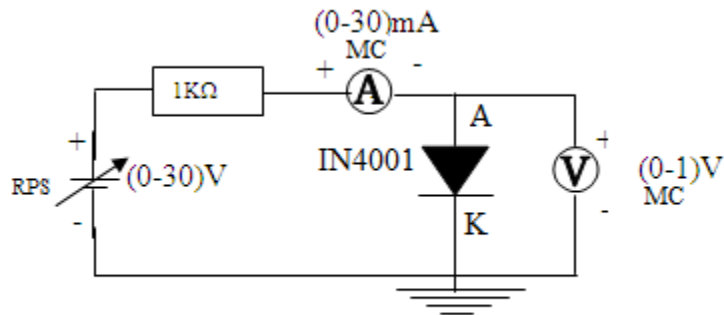 (0-30)mA
MC
+ -
1KΩ
A
A
+
IN4001
V
+
(0-1)V
RPS
(0-30)V
MC
-
K
-